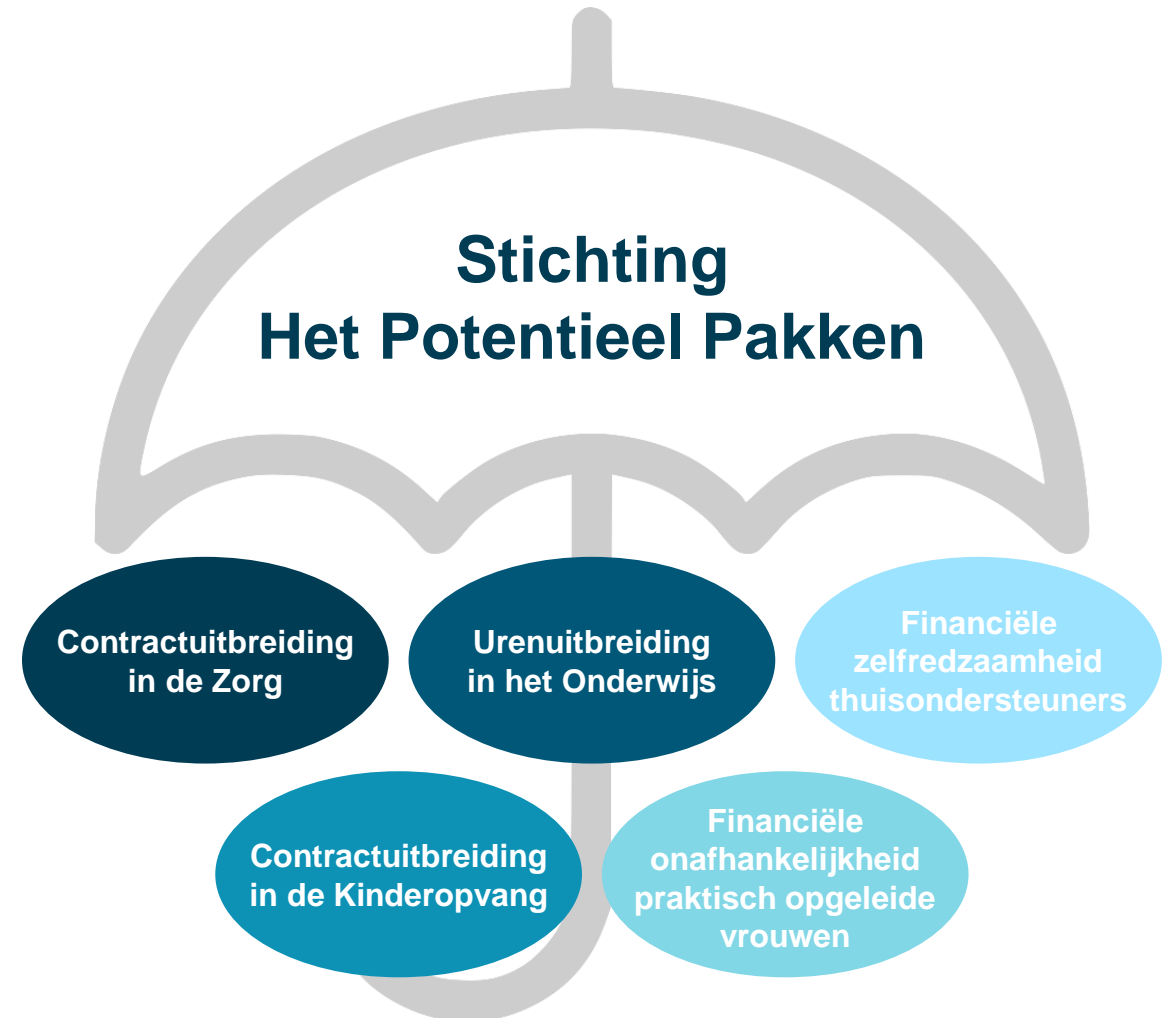 Stichting
Het Potentieel Pakken
Contractuitbreiding
in de Zorg
Urenuitbreiding
in het Onderwijs
Financiële
zelfredzaamheid
thuisondersteuners
Contractuitbreiding
in de Kinderopvang
Financiële
onafhankelijkheid
praktisch opgeleide
vrouwen